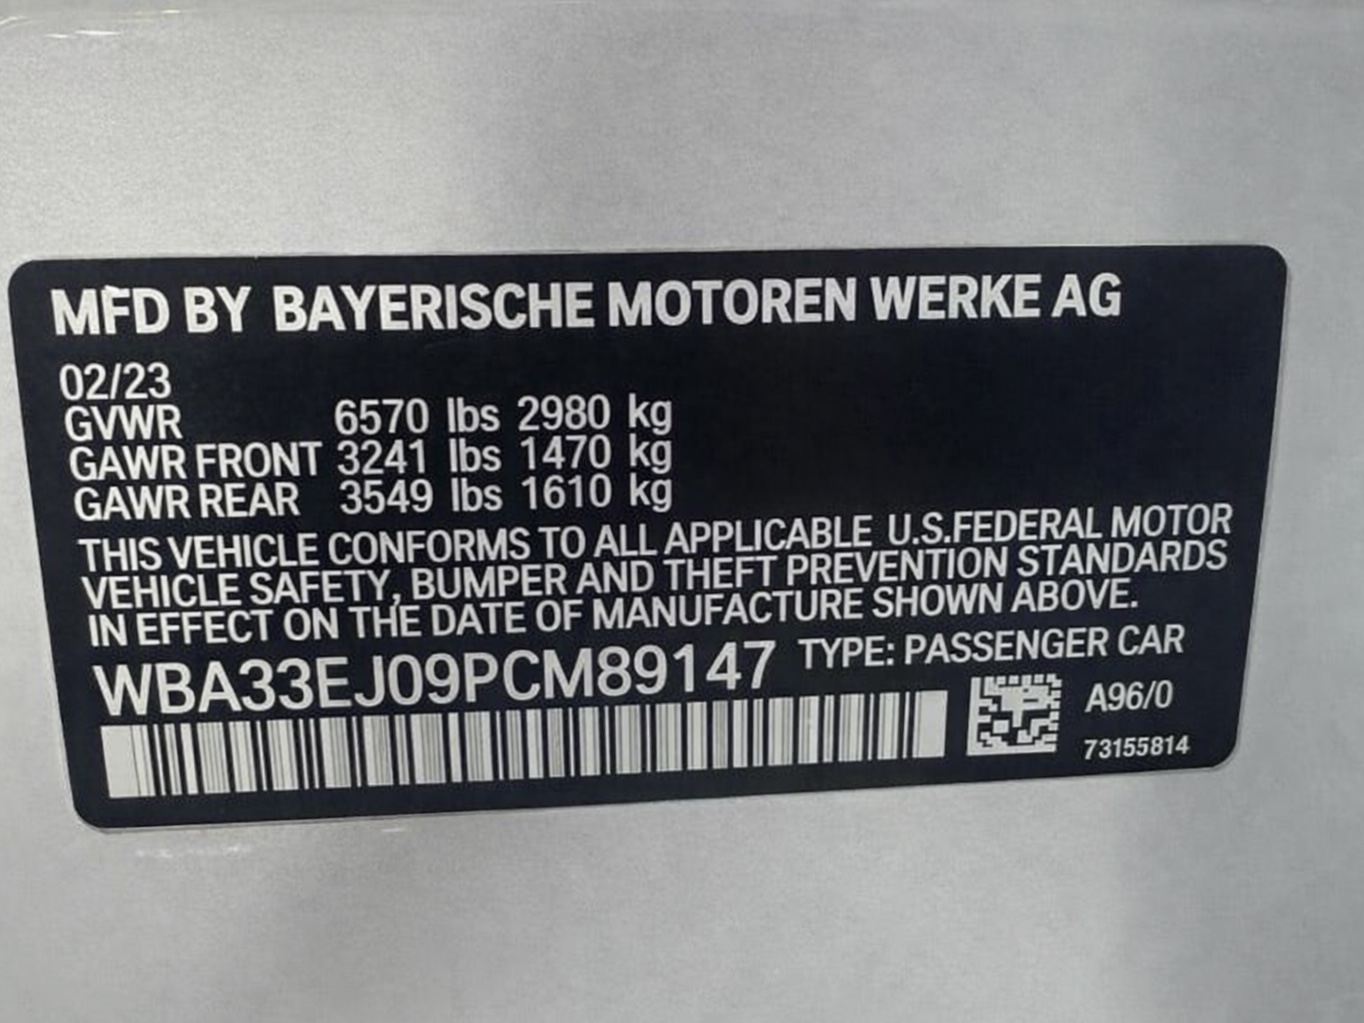 MFD BY BAYERISCHE MOTOREN WERKE AG
02/23
GVWR 6570 lbs 2980 kg
GAWR FRONT 3241 lbs 1470 kg
GAWR REAR 3549 lbs 1610 kg
THIS VEHICLE CONFORMS TO ALL APPLICABLE U.S.FEDERAL MOTOR
VEHICLE SAFETY, BUMPER AND THEFT PREVENTION STANDARDS
IN EFFECT ON THE DATE OF MANUFACTURE SHOWN ABOVE.
WBA33EJ09PCM89147 TYPE: PASSENGER CAR
A96/0
73155814